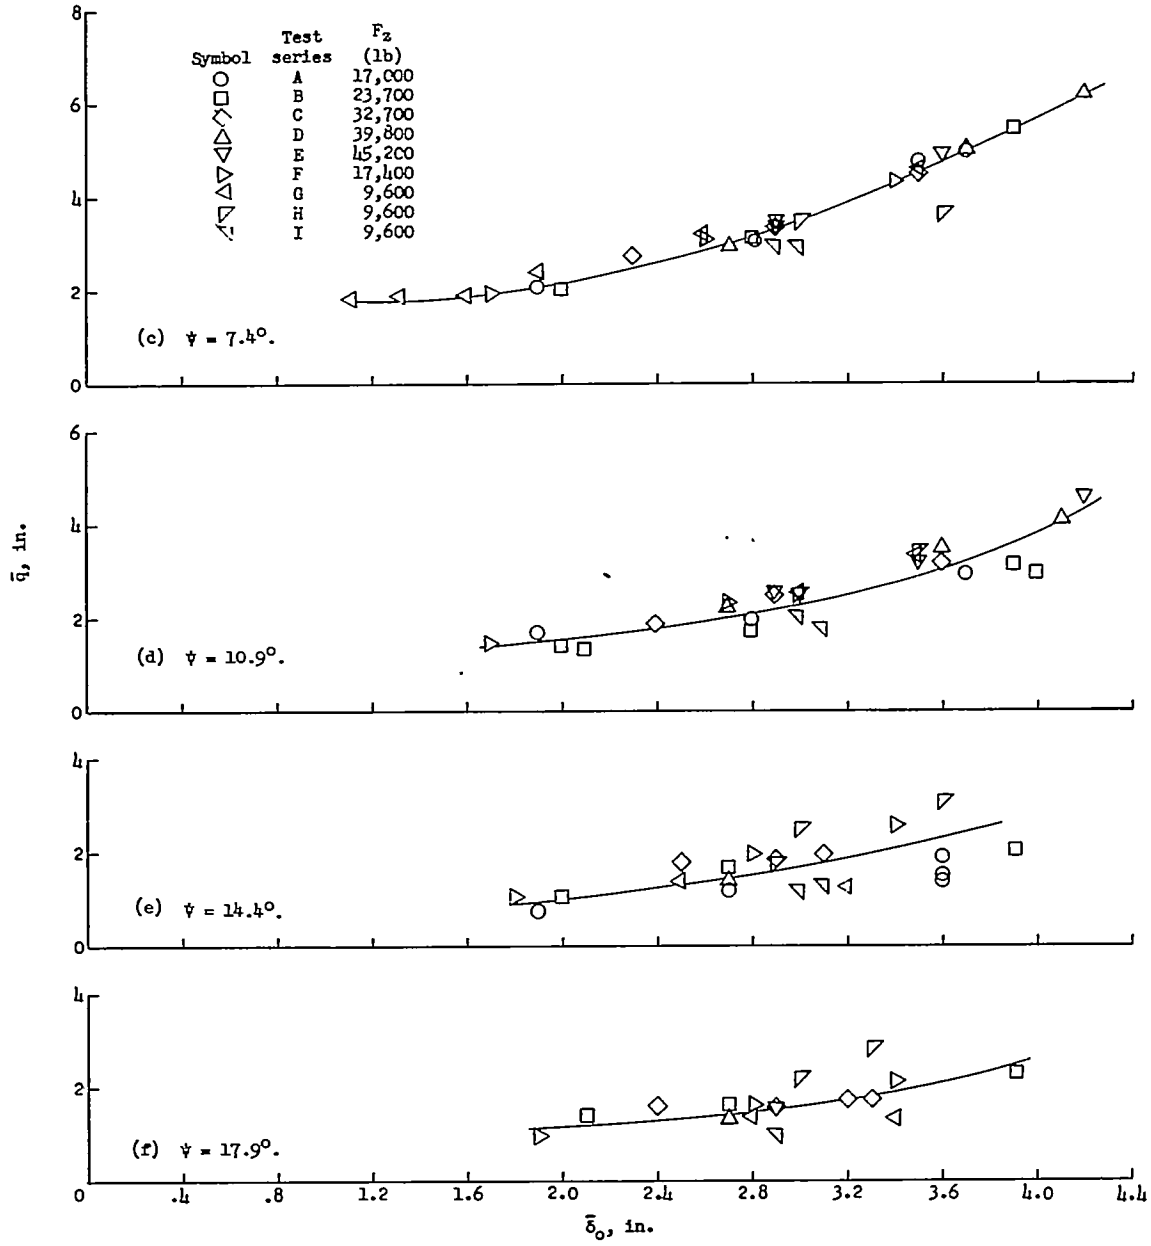 8
6
4
2
0
Symbol Test series F_z (lb)
○ A 17,000
□ B 23,700
◇ C 32,700
△ D 39,800
▽ E 45,200
▷ F 17,400
◁ G 9,600
H 9,600
I 9,600
(c) ψ = 7.4°.
6
4
2
0
(d) ψ = 10.9°.
q̄, in.
4
2
0
(e) ψ = 14.4°.
4
2
0
(f) ψ = 17.9°.
0 .4 .8 1.2 1.6 2.0 2.4 2.8 3.2 3.6 4.0 4.4
δ̄₀, in.